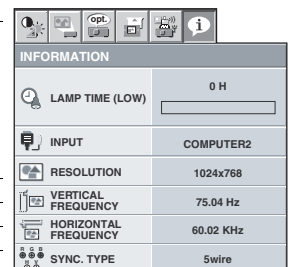 opt.
i
INFORMATION
LAMP TIME (LOW) 0 H
INPUT COMPUTER2
RESOLUTION 1024x768
VERTICAL
FREQUENCY 75.04 Hz
HORIZONTAL
FREQUENCY 60.02 KHz
R G B
H V
SYNC. TYPE 5wire